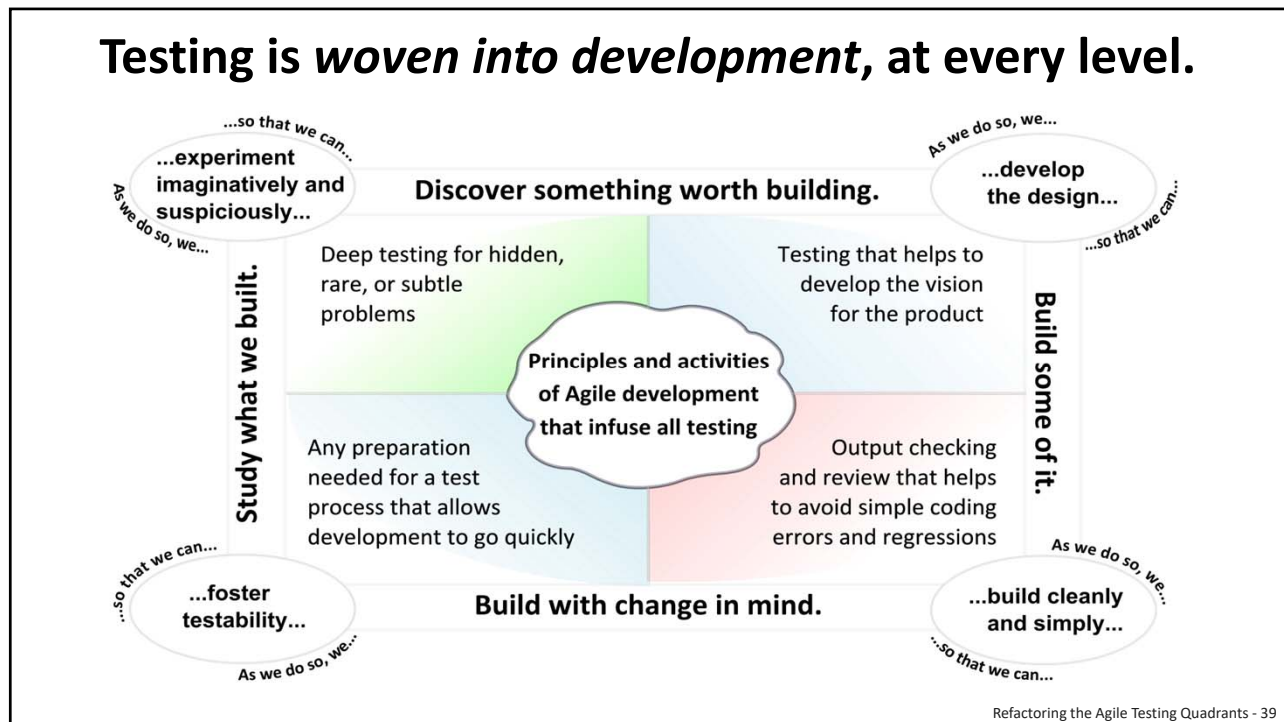 Testing is woven into development, at every level.
...so that we can...
...experiment
imaginatively and
suspiciously...
As we do so, we...
Discover something worth building.
As we do so, we...
...develop
the design...
...so that we can...
Study what we built.
Deep testing for hidden,
rare, or subtle
problems
Testing that helps to
develop the vision
for the product
Build some of it.
Principles and activities
of Agile development
that infuse all testing
Any preparation
needed for a test
process that allows
development to go quickly
Output checking
and review that helps
to avoid simple coding
errors and regressions
...so that we can...
...foster
testability...
As we do so, we...
Build with change in mind.
As we do so, we...
...build cleanly
and simply...
...so that we can...
Refactoring the Agile Testing Quadrants - 39